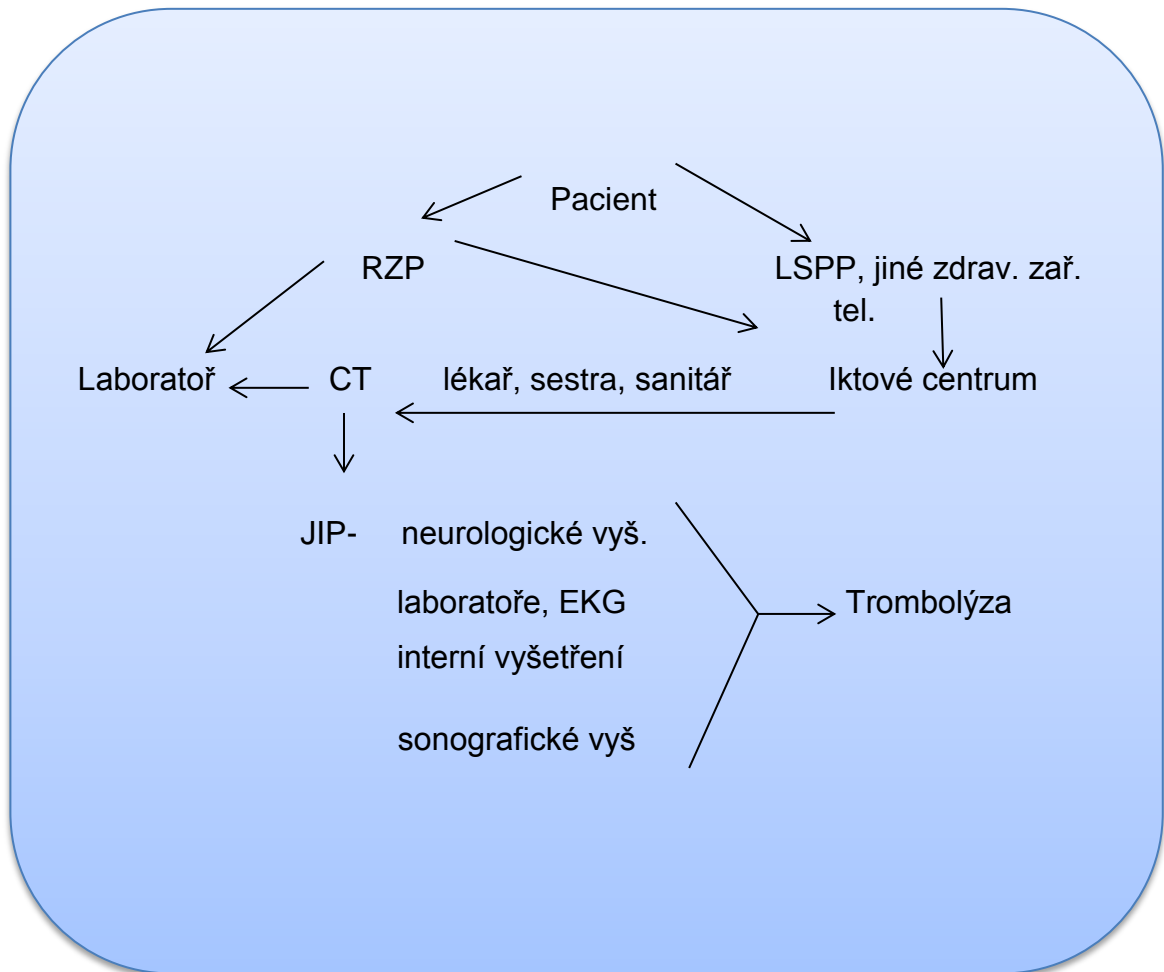 Pacient
RZP
LSPP, jiné zdrav. zař.
tel.
Laboratoř CT lékař, sestra, sanitář Iktové centrum
JIP- neurologické vyš.
laboratoře, EKG Trombolýza
interní vyšetření
sonografické vyš